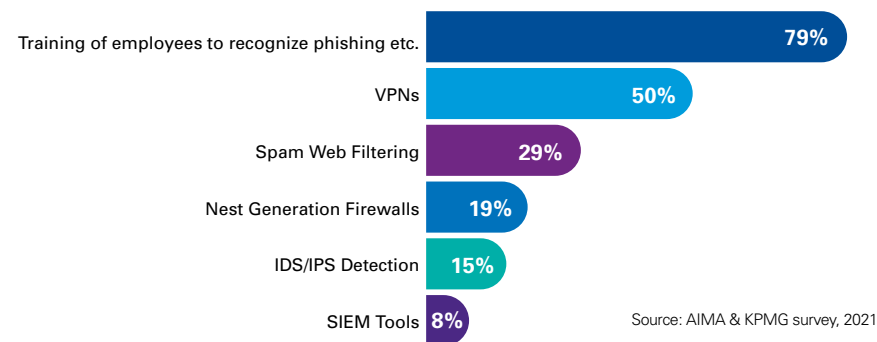 Training of employees to recognize phishing etc. 79%
VPNs 50%
Spam Web Filtering 29%
Nest Generation Firewalls 19%
IDS/IPS Detection 15%
SIEM Tools 8%
Source: AIMA & KPMG survey, 2021